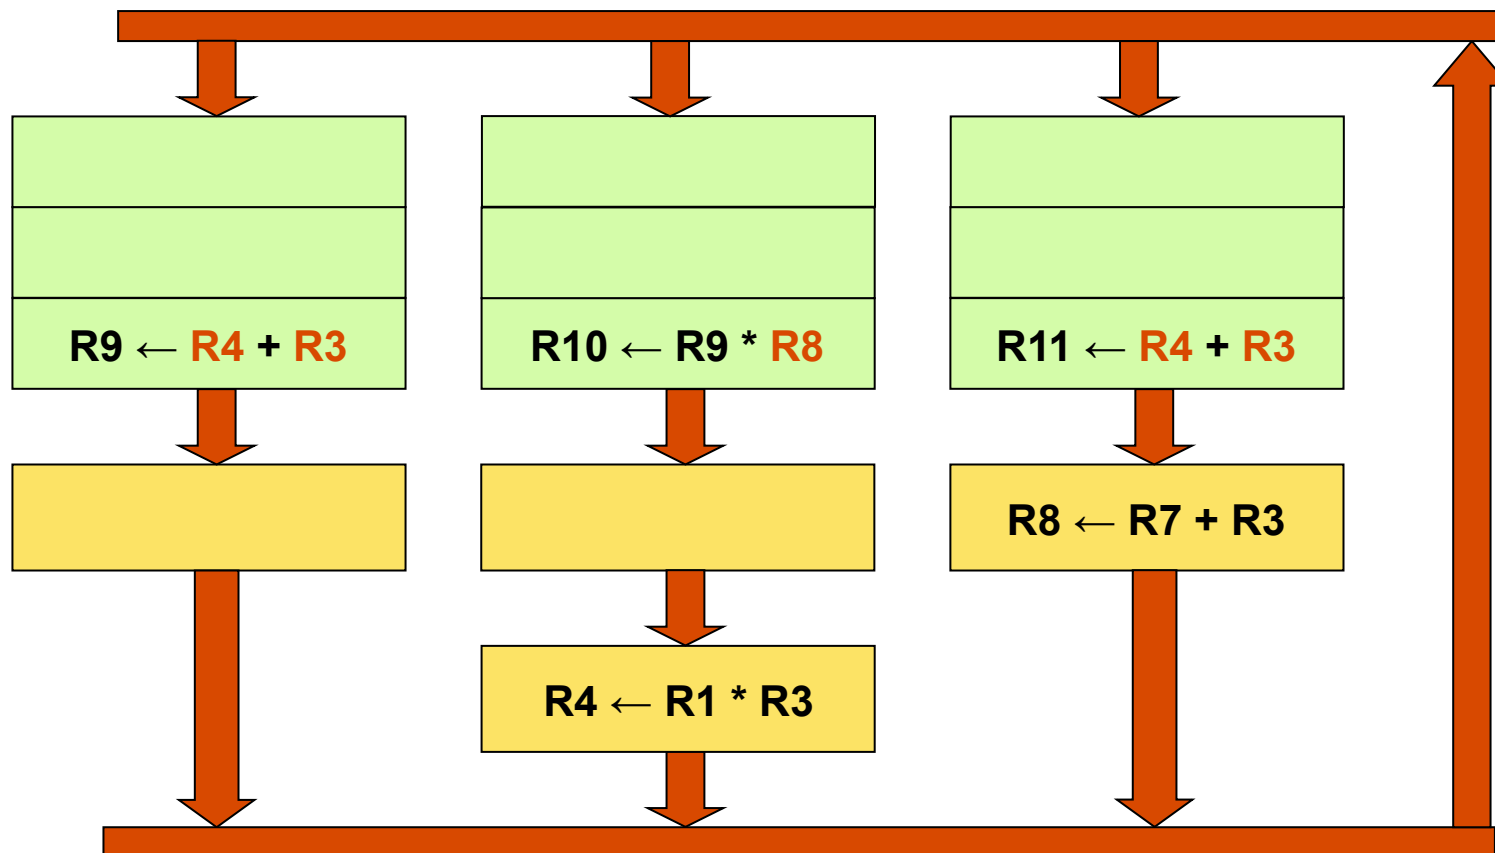 R9 ← R4 + R3
R10 ← R9 * R8
R11 ← R4 + R3
R8 ← R7 + R3
R4 ← R1 * R3